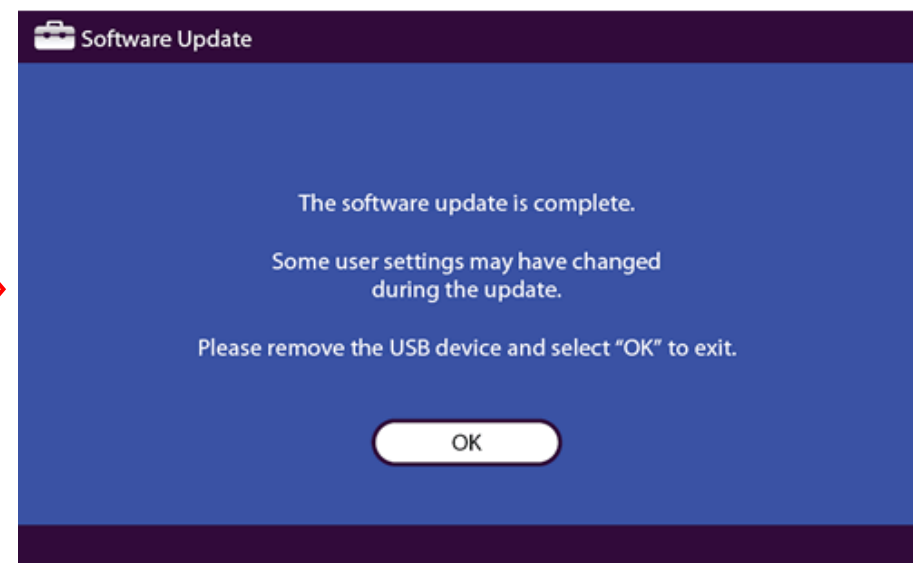 Software Update
The software update is complete.
Some user settings may have changed
during the update.
Please remove the USB device and select “OK” to exit.
OK